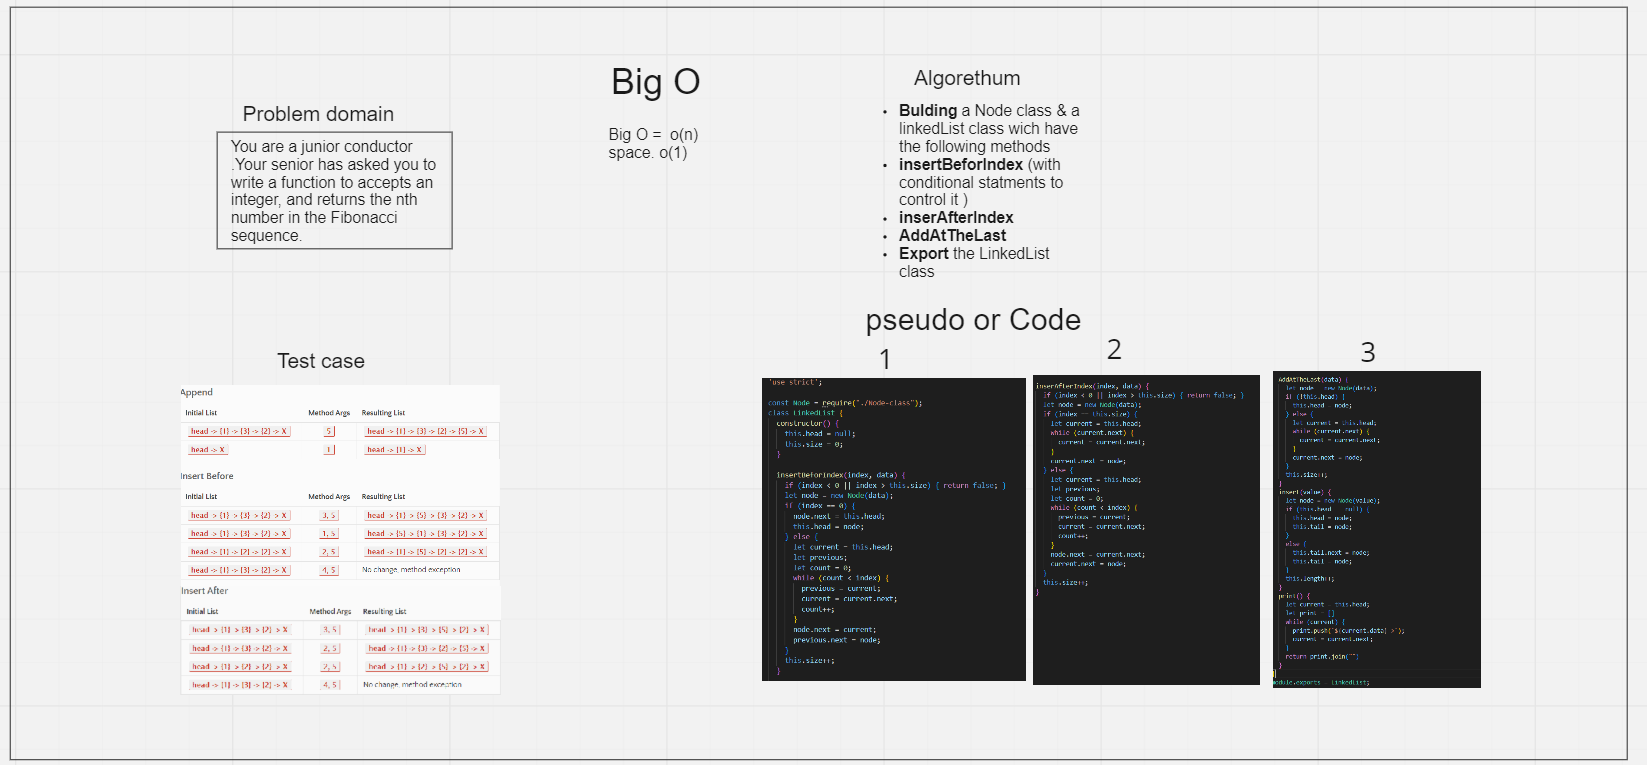 Problem domain
You are a junior conductor
.Your senior has asked you to
write a function to accepts an
integer, and returns the nth
number in the Fibonacci
sequence.
Big O
Big O = o(n)
space. o(1)
Algorethum
• Bulding a Node class & a
linkedList class wich have
the following methods
• insertBeforIndex (with
conditional statments to
control it )
• inserAfterIndex
• AddAtTheLast
• Export the LinkedList
class
Test case
Append
Initial List Method Args Resulting List
head -> {1} -> {3} -> {2} -> X 5 head -> {1} -> {3} -> {2} -> {5} -> X
head -> X 1 head -> {1} -> X
Insert Before
Initial List Method Args Resulting List
head -> {1} -> {3} -> {2} -> X 3, 5 head -> {1} -> {5} -> {3} -> {2} -> X
head -> {1} -> {3} -> {2} -> X 1, 5 head -> {5} -> {1} -> {3} -> {2} -> X
head -> {1} -> {2} -> {2} -> X 2, 5 head -> {1} -> {5} -> {2} -> {2} -> X
head -> {1} -> {3} -> {2} -> X 4, 5 No change, method exception
Insert After
Initial List Method Args Resulting List
head -> {1} -> {3} -> {2} -> X 3, 5 head -> {1} -> {3} -> {5} -> {2} -> X
head -> {1} -> {3} -> {2} -> X 2, 5 head -> {1} -> {3} -> {2} -> {5} -> X
head -> {1} -> {2} -> {2} -> X 2, 5 head -> {1} -> {2} -> {5} -> {2} -> X
head -> {1} -> {3} -> {2} -> X 4, 5 No change, method exception
pseudo or Code
1
'use strict';
const Node = require("./Node-class");
class LinkedList {
constructor() {
this.head = null;
this.size = 0;
}
insertBeforIndex(index, data) {
if (index < 0 || index > this.size) { return false; }
let node = new Node(data);
if (index == 0) {
node.next = this.head;
this.head = node;
} else {
let current = this.head;
let previous;
let count = 0;
while (count < index) {
previous = current;
current = current.next;
count++;
}
node.next = current;
previous.next = node;
}
this.size++;
}
2
inserAfterIndex(index, data) {
if (index < 0 || index > this.size) { return false; }
let node = new Node(data);
if (index == this.size) {
let current = this.head;
while (current.next) {
current = current.next;
}
current.next = node;
} else {
let current = this.head;
let previous;
let count = 0;
while (count < index) {
previous = current;
current = current.next;
count++;
}
node.next = current.next;
current.next = node;
}
this.size++;
}
3
AddAtTheLast(data) {
let node = new Node(data);
if (!this.head) {
this.head = node;
} else {
let current = this.head;
while (current.next) {
current = current.next;
}
current.next = node;
}
this.size++;
}
insert(value) {
let node = new Node(value);
if (this.head == null) {
this.head = node;
this.tail = node;
}
else {
this.tail.next = node;
this.tail = node;
}
this.length++;
}
print() {
let current = this.head;
let print = []
while (current) {
print.push(`${current.data} >`);
current = current.next;
}
return print.join("")
}
}
module.exports = LinkedList;